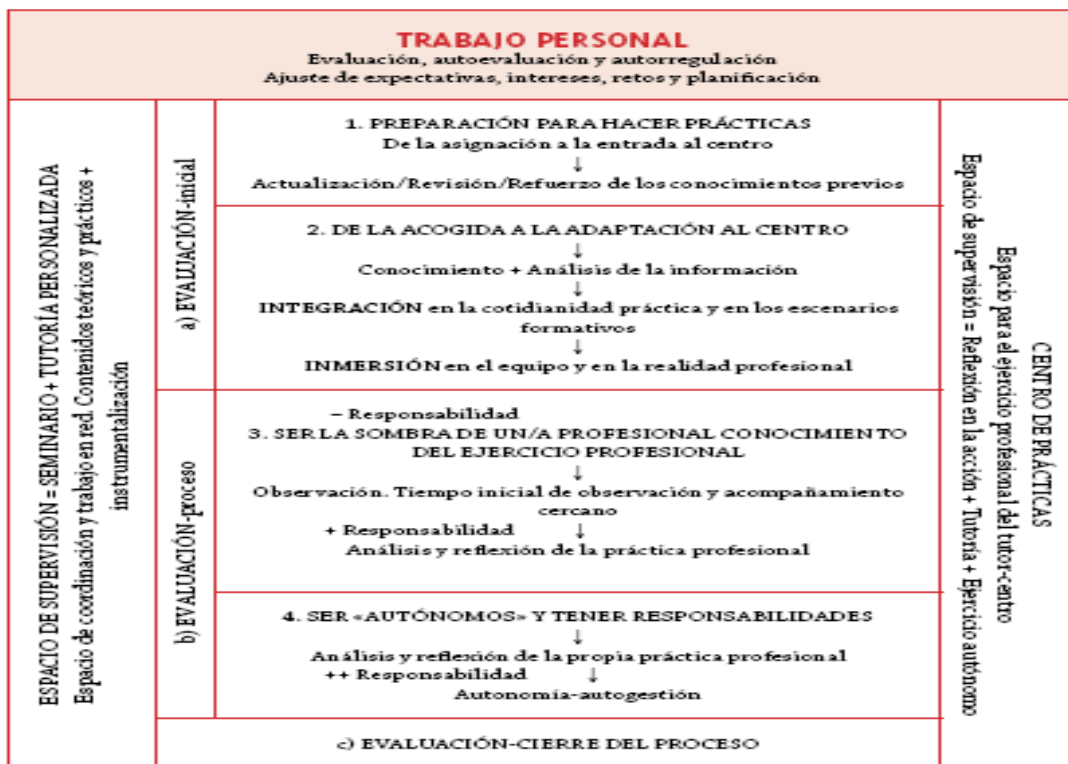 TRABAJO PERSONAL
Evaluación, autoevaluación y autorregulación
Ajuste de expectativas, intereses, retos y planificación
ESPACIO DE SUPERVISIÓN = SEMINARIO + TUTORÍA PERSONALIZADA
Espacio de coordinación y trabajo en red. Contenidos teóricos y prácticos +
instrumentalización
a) EVALUACIÓN-inicial
1. PREPARACIÓN PARA HACER PRÁCTICAS
De la asignación a la entrada al centro
↓
Actualización/Revisión/Refuerzo de los conocimientos previos
2. DE LA ACOGIDA A LA ADAPTACIÓN AL CENTRO
↓
Conocimiento + Análisis de la información
↓
INTEGRACIÓN en la cotidianidad práctica y en los escenarios
formativos
↓
INMERSIÓN en el equipo y en la realidad profesional
b) EVALUACIÓN-proceso
– Responsabilidad
3. SER LA SOMBRA DE UN/A PROFESIONAL CONOCIMIENTO
DEL EJERCICIO PROFESIONAL
↓
Observación. Tiempo inicial de observación y acompañamiento
cercano
+ Responsabilidad ↓
Análisis y reflexión de la práctica profesional
4. SER «AUTÓNOMOS» Y TENER RESPONSABILIDADES
↓
Análisis y reflexión de la propia práctica profesional
++ Responsabilidad ↓
Autonomía-autogestión
c) EVALUACIÓN-CIERRE DEL PROCESO
CENTRO DE PRÁCTICAS
Espacio para el ejercicio profesional del tutor-centro
Espacio de supervisión = Reflexión en la acción + Tutoría + Ejercicio autónomo